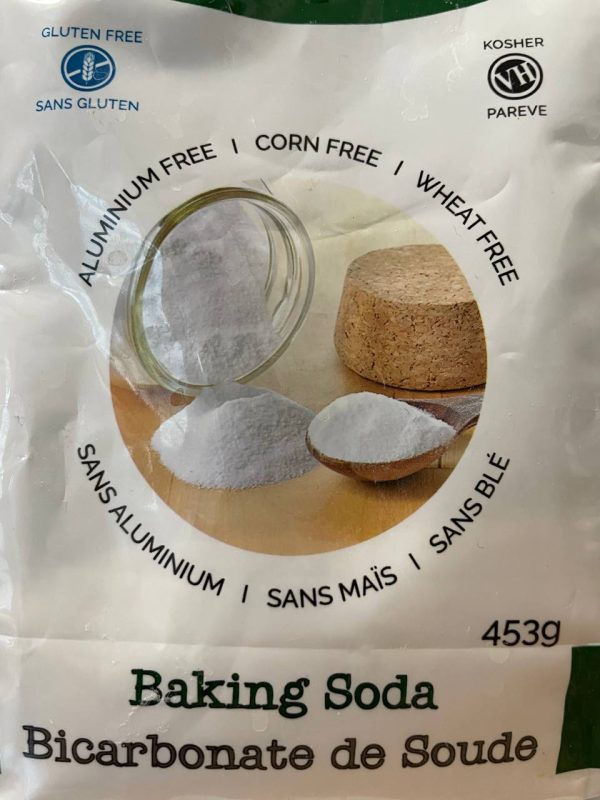 GLUTEN FREE
SANS GLUTEN
KOSHER
VH
PAREVE
ALUMINIUM FREE | CORN FREE | WHEAT FREE
SANS ALUMINIUM | SANS MAÏS | SANS BLÉ
453g
Baking Soda
Bicarbonate de Soude